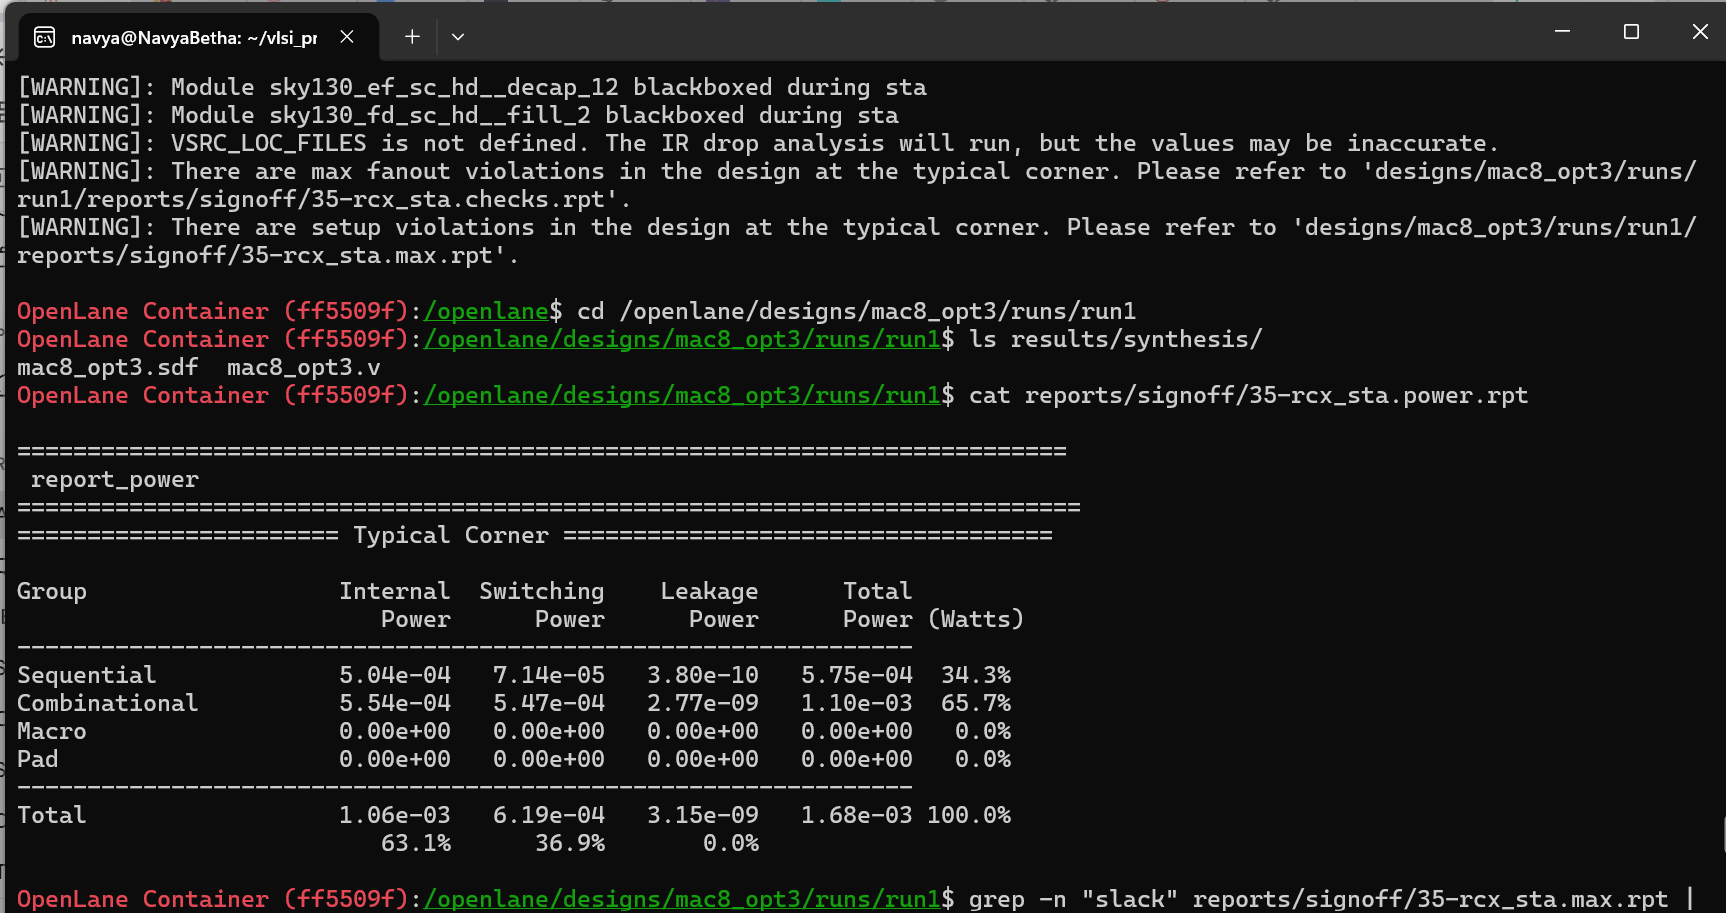 navya@NavyaBetha: ~/vlsi_pr
[WARNING]: Module sky130_ef_sc_hd__decap_12 blackboxed during sta
[WARNING]: Module sky130_fd_sc_hd__fill_2 blackboxed during sta
[WARNING]: VSRC_LOC_FILES is not defined. The IR drop analysis will run, but the values may be inaccurate.
[WARNING]: There are max fanout violations in the design at the typical corner. Please refer to 'designs/mac8_opt3/runs/
run1/reports/signoff/35-rcx_sta.checks.rpt'.
[WARNING]: There are setup violations in the design at the typical corner. Please refer to 'designs/mac8_opt3/runs/run1/
reports/signoff/35-rcx_sta.max.rpt'.
OpenLane Container (ff5509f):/openlane$ cd /openlane/designs/mac8_opt3/runs/run1
OpenLane Container (ff5509f):/openlane/designs/mac8_opt3/runs/run1$ ls results/synthesis/
mac8_opt3.sdf  mac8_opt3.v
OpenLane Container (ff5509f):/openlane/designs/mac8_opt3/runs/run1$ cat reports/signoff/35-rcx_sta.power.rpt
===========================================================================
 report_power
============================================================================
======================= Typical Corner ===================================
Group                  Internal  Switching    Leakage      Total
                          Power      Power      Power      Power (Watts)
----------------------------------------------------------------
Sequential             5.04e-04   7.14e-05   3.80e-10   5.75e-04  34.3%
Combinational          5.54e-04   5.47e-04   2.77e-09   1.10e-03  65.7%
Macro                  0.00e+00   0.00e+00   0.00e+00   0.00e+00   0.0%
Pad                    0.00e+00   0.00e+00   0.00e+00   0.00e+00   0.0%
----------------------------------------------------------------
Total                  1.06e-03   6.19e-04   3.15e-09   1.68e-03 100.0%
                          63.1%      36.9%       0.0%
OpenLane Container (ff5509f):/openlane/designs/mac8_opt3/runs/run1$ grep -n "slack" reports/signoff/35-rcx_sta.max.rpt |